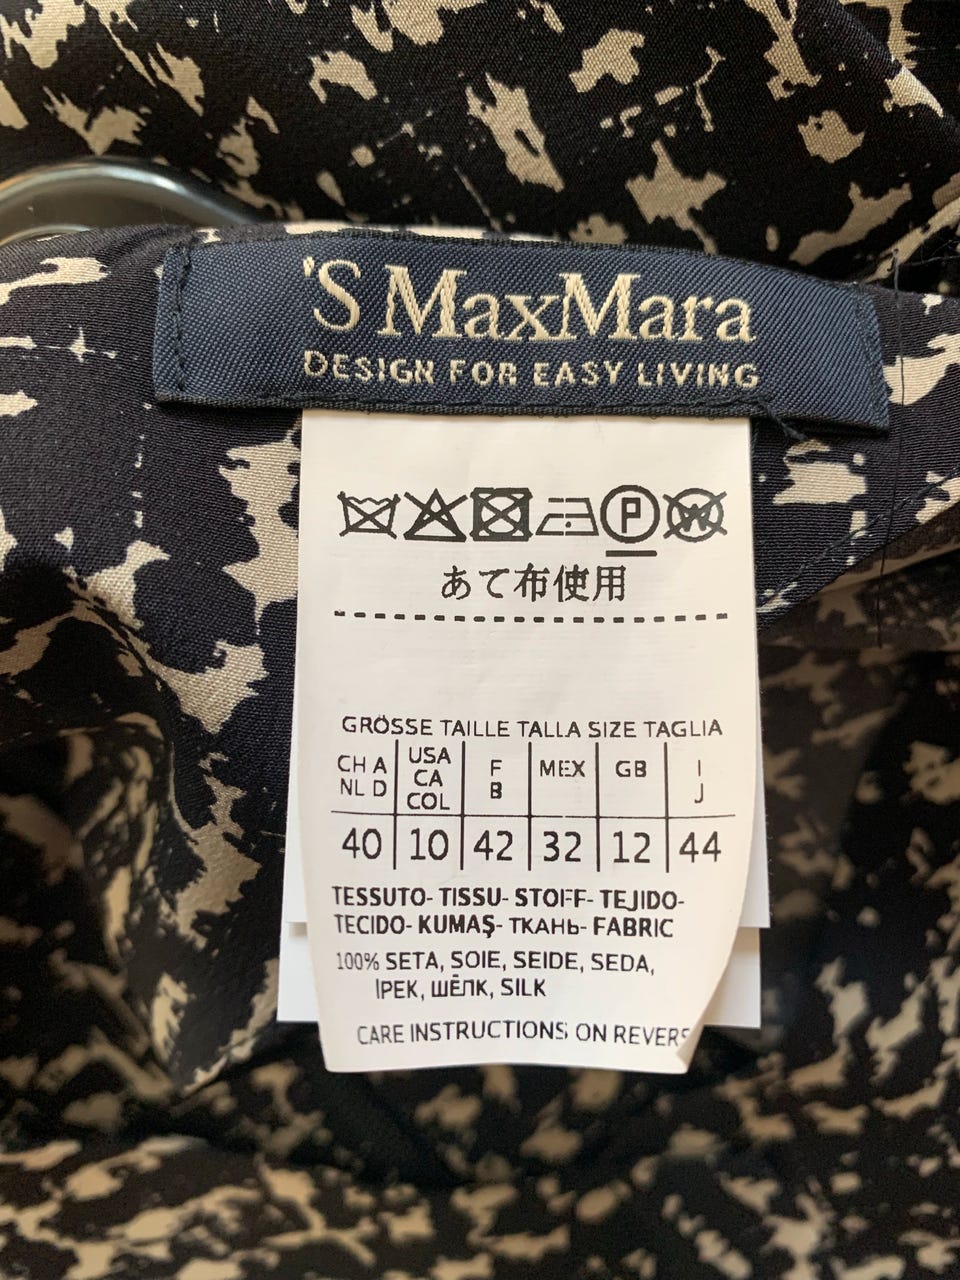 'S MaxMara
DESIGN FOR EASY LIVING
P W
あて布使用
GRÖSSE TAILLE TALLA SIZE TAGLIA
CH A NL D USA CA COL F B MEX GB I J
40 10 42 32 12 44
TESSUTO- TISSU- STOFF- TEJIDO-
TECIDO- KUMAŞ- ТКАНЬ- FABRIC
100% SETA, SOIE, SEIDE, SEDA,
IPEK, ШЁЛК, SILK
CARE INSTRUCTIONS ON REVERS